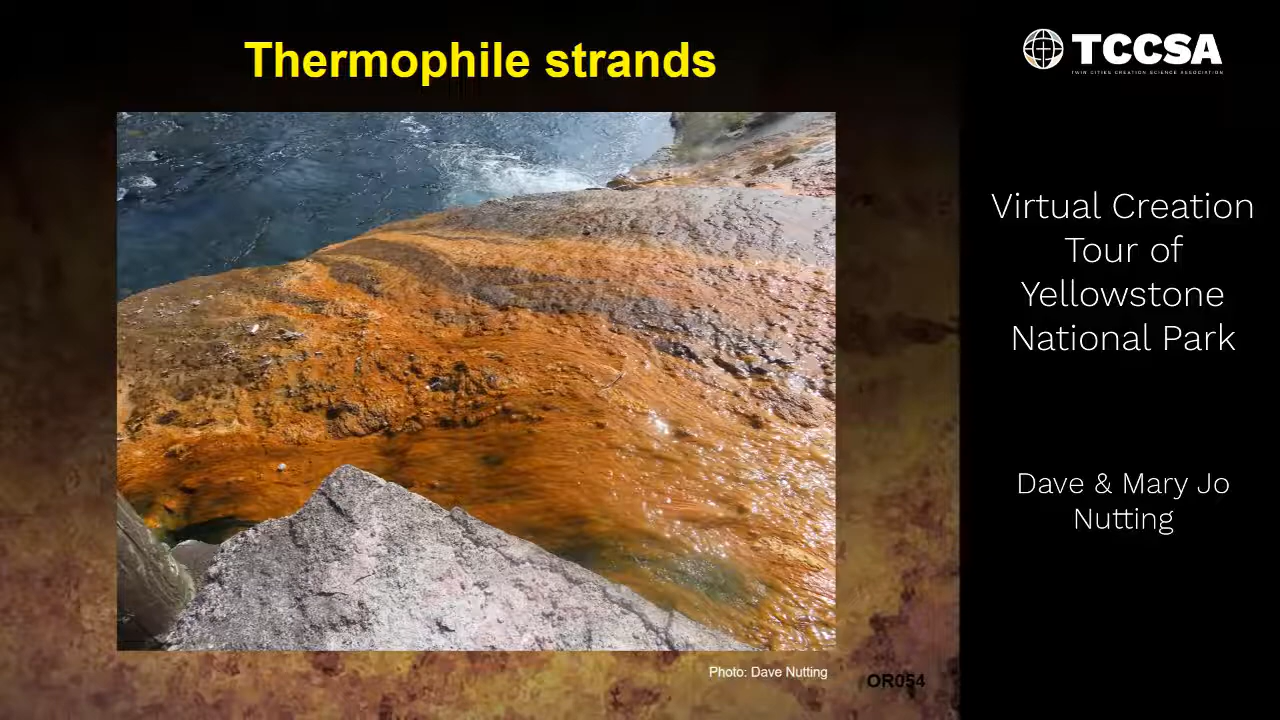 Thermophile strands
TCCSA
TWIN CITIES CREATION SCIENCE ASSOCIATION
Virtual Creation
Tour of
Yellowstone
National Park
Dave & Mary Jo
Nutting
Photo: Dave Nutting
OR054